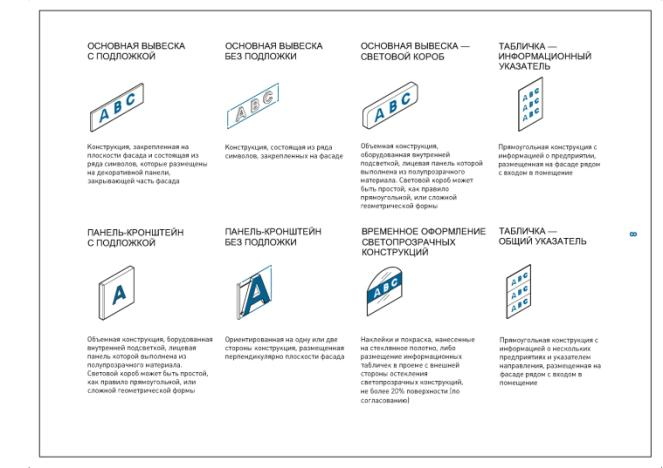 ОСНОВНАЯ ВЫВЕСКА
С ПОДЛОЖКОЙ
ABC
Конструкция, закрепленная на
плоскости фасада и состоящая из
ряда символов, которые размещены
на декоративной панели,
закрывающей часть фасада
ОСНОВНАЯ ВЫВЕСКА
БЕЗ ПОДЛОЖКИ
ABC
Конструкция, состоящая из ряда
символов, закрепленных на фасаде
ОСНОВНАЯ ВЫВЕСКА —
СВЕТОВОЙ КОРОБ
ABC
Объемная конструкция,
оборудованная внутренней
подсветкой, лицевая панель которой
выполнена из полупрозрачного
материала. Световой короб может
быть простой, как правило
прямоугольной, или сложной
геометрической формы
ТАБЛИЧКА —
ИНФОРМАЦИОННЫЙ
УКАЗАТЕЛЬ
ABC
ABC
ABC
Прямоугольная конструкция с
информацией о предприятии,
размещенная на фасаде рядом
с входом в помещение
ПАНЕЛЬ-КРОНШТЕЙН
С ПОДЛОЖКОЙ
A
Объемная конструкция, борудованная
внутренней подсветкой, лицевая
панель которой выполнена из
полупрозрачного материала.
Световой короб может быть простой,
как правило прямоугольной, или
сложной геометрической формы
ПАНЕЛЬ-КРОНШТЕЙН
БЕЗ ПОДЛОЖКИ
A
Ориентированная на одну или две
стороны конструкция, размещенная
перпендикулярно плоскости фасада
ВРЕМЕННОЕ ОФОРМЛЕНИЕ
СВЕТОПРОЗРАЧНЫХ
КОНСТРУКЦИЙ
ABC
Наклейки и покраска, нанесенные
на стеклянное полотно, либо
размещение информационных
табличек в проеме с внешней
стороны остекления
светопрозрачных конструкций,
не более 20% поверхности (по
согласованию)
ТАБЛИЧКА —
ОБЩИЙ УКАЗАТЕЛЬ
ABC
ABC
ABC
Прямоугольная конструкция с
информацией о нескольких
предприятиях и указателем
направления, размещенная на
фасаде рядом с входом в
помещение
8